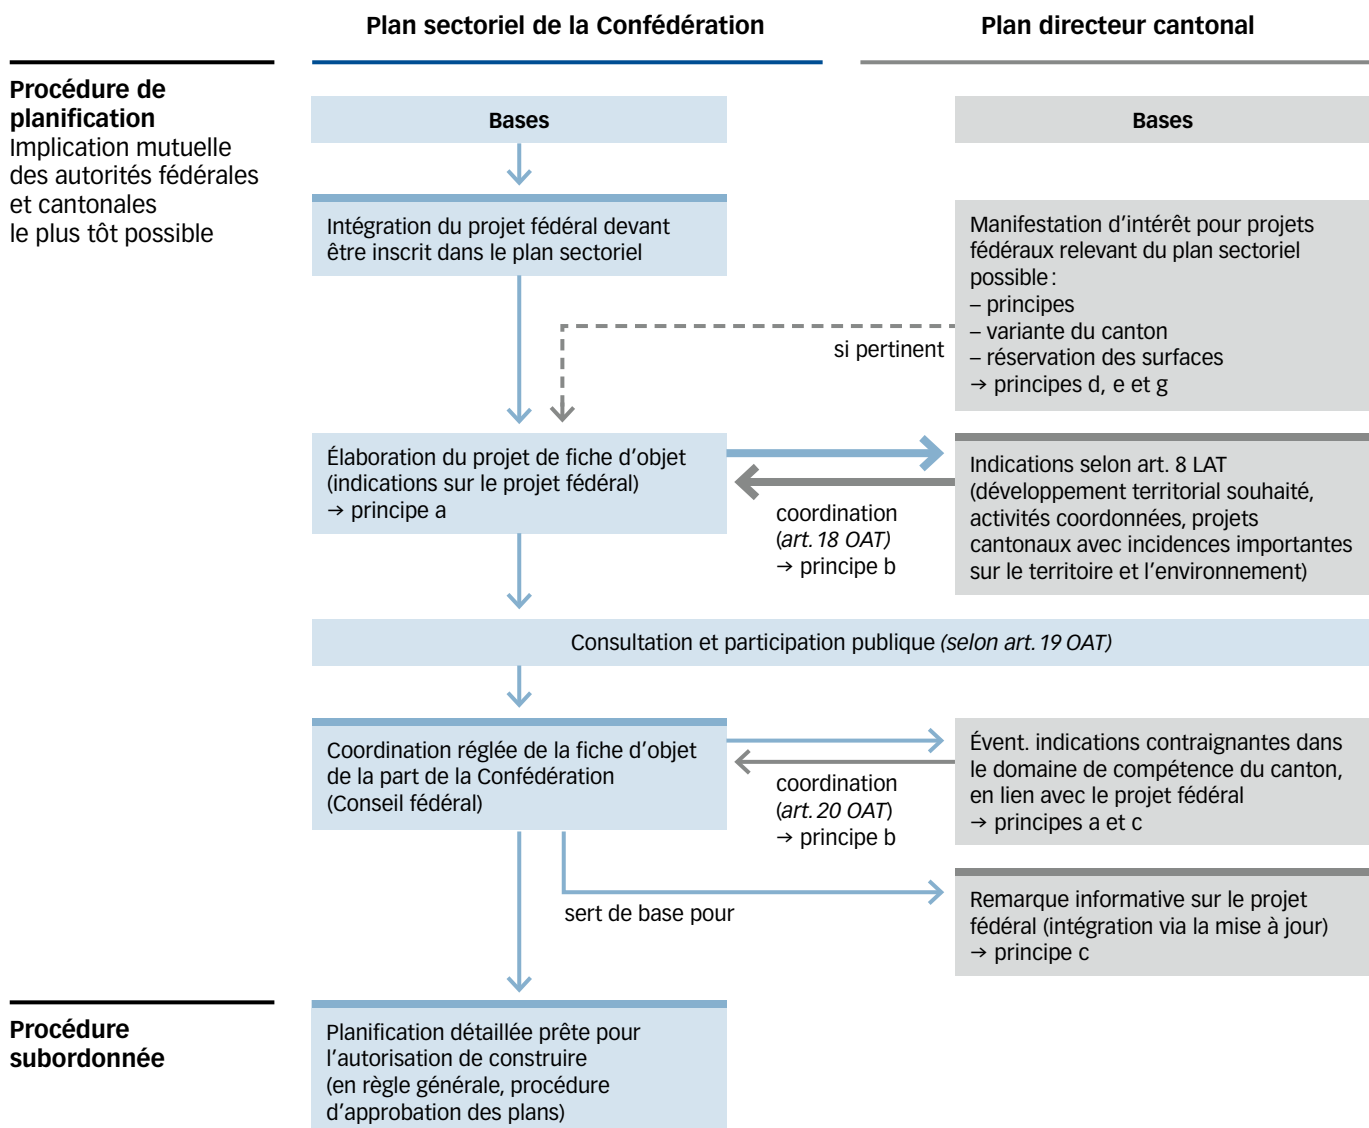 Plan sectoriel de la Confédération
Plan directeur cantonal
Procédure de
planification
Implication mutuelle
des autorités fédérales
et cantonales
le plus tôt possible
Bases
Bases
Intégration du projet fédéral devant
être inscrit dans le plan sectoriel
Manifestation d'intérêt pour projets
fédéraux relevant du plan sectoriel
possible :
– principes
– variante du canton
– réservation des surfaces
→ principes d, e et g
si pertinent
Élaboration du projet de fiche d'objet
(indications sur le projet fédéral)
→ principe a
coordination
(art. 18 OAT)
→ principe b
Indications selon art. 8 LAT
(développement territorial souhaité,
activités coordonnées, projets
cantonaux avec incidences importantes
sur le territoire et l'environnement)
Consultation et participation publique (selon art. 19 OAT)
Coordination réglée de la fiche d'objet
de la part de la Confédération
(Conseil fédéral)
coordination
(art. 20 OAT)
→ principe b
Évent. indications contraignantes dans
le domaine de compétence du canton,
en lien avec le projet fédéral
→ principes a et c
sert de base pour
Remarque informative sur le projet
fédéral (intégration via la mise à jour)
→ principe c
Procédure
subordonnée
Planification détaillée prête pour
l'autorisation de construire
(en règle générale, procédure
d'approbation des plans)